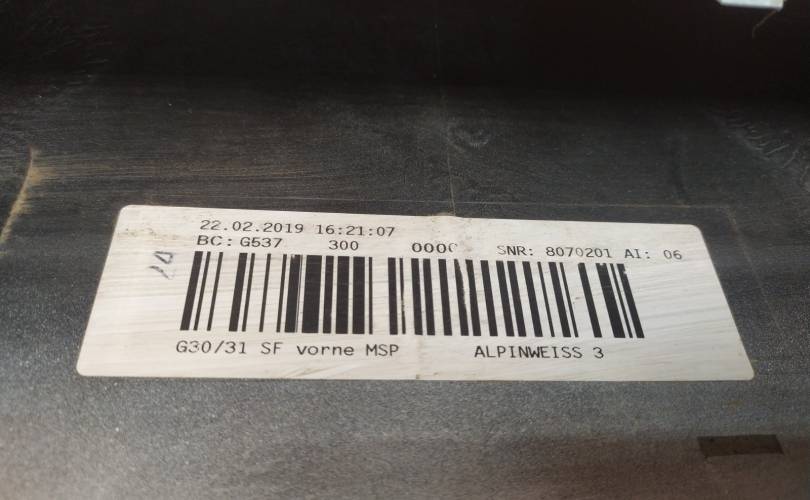 22.02.2019 16:21:07
BC: G537 300 000 SNR: 8070201 AI: 06
G30/31 SF vorne MSP ALPINWEISS 3